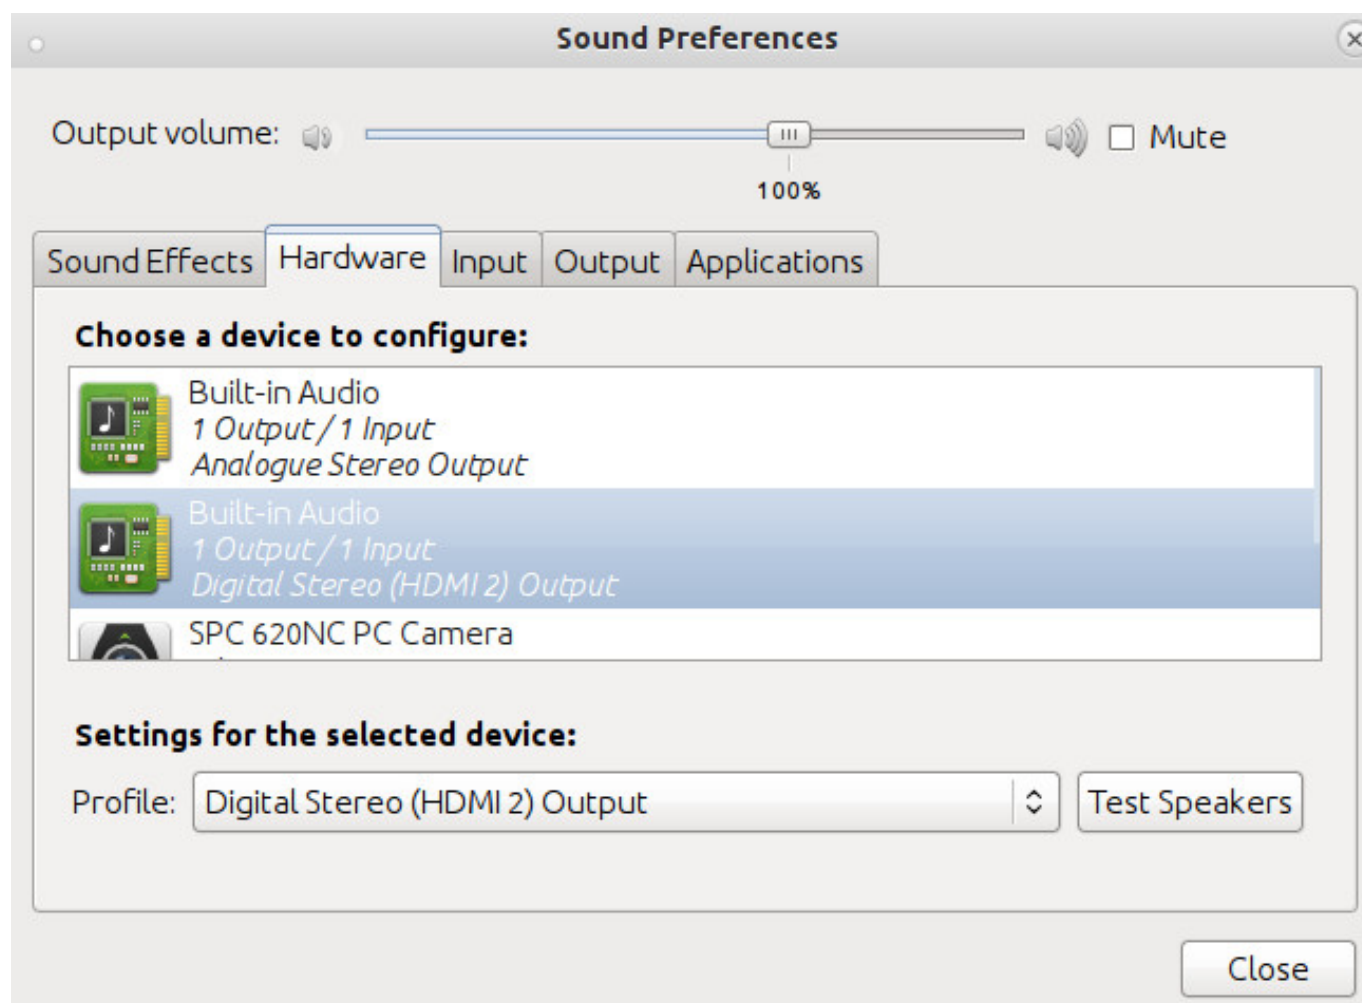 Sound Preferences
Output volume:
Mute
100%
Sound Effects
Hardware
Input
Output
Applications
Choose a device to configure:
Built-in Audio
1 Output / 1 Input
Analogue Stereo Output
Built-in Audio
1 Output / 1 Input
Digital Stereo (HDMI 2) Output
SPC 620NC PC Camera
Settings for the selected device:
Profile:
Digital Stereo (HDMI 2) Output
Test Speakers
Close